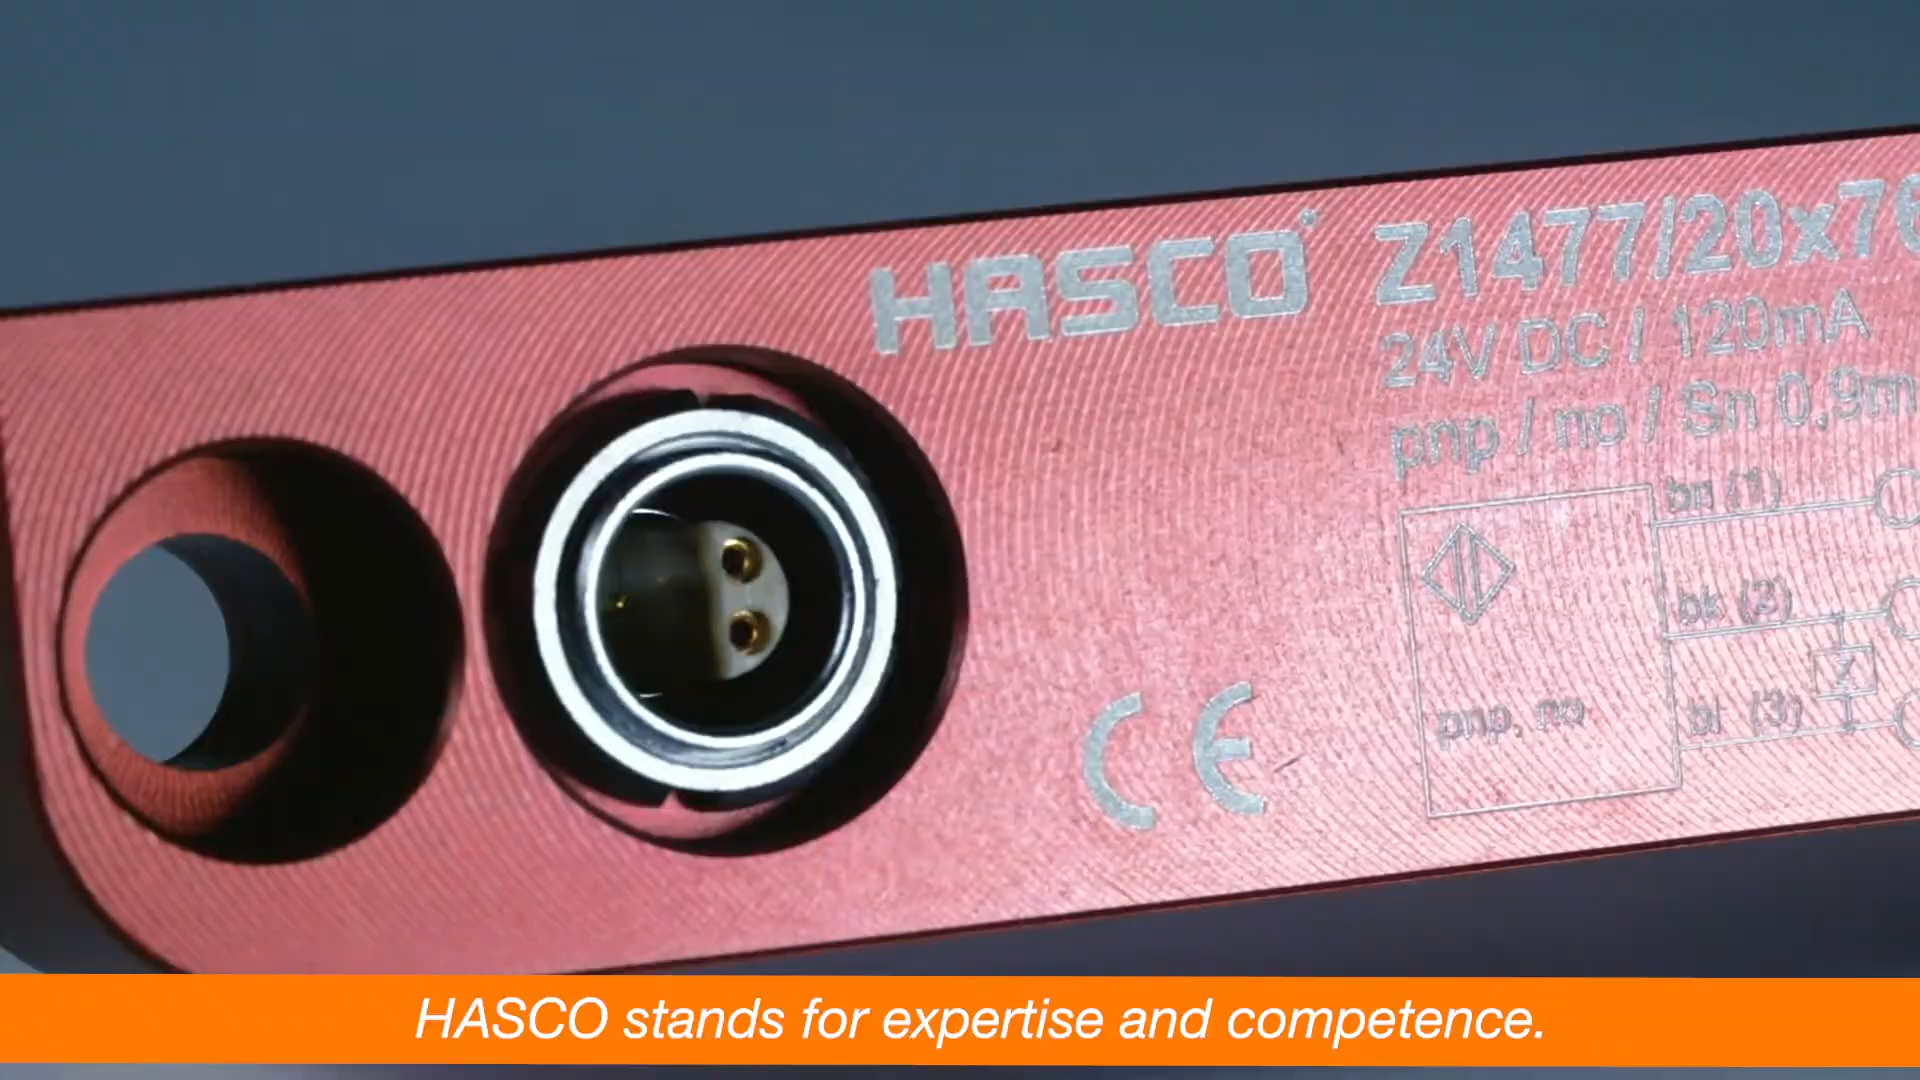 HASCO
Z1477/20x76
24V DC / 120mA
pnp / no / Sn 0,9m
bn (1)
bk (2)
Z
pnp, no
bl (3)
CE
HASCO stands for expertise and competence.